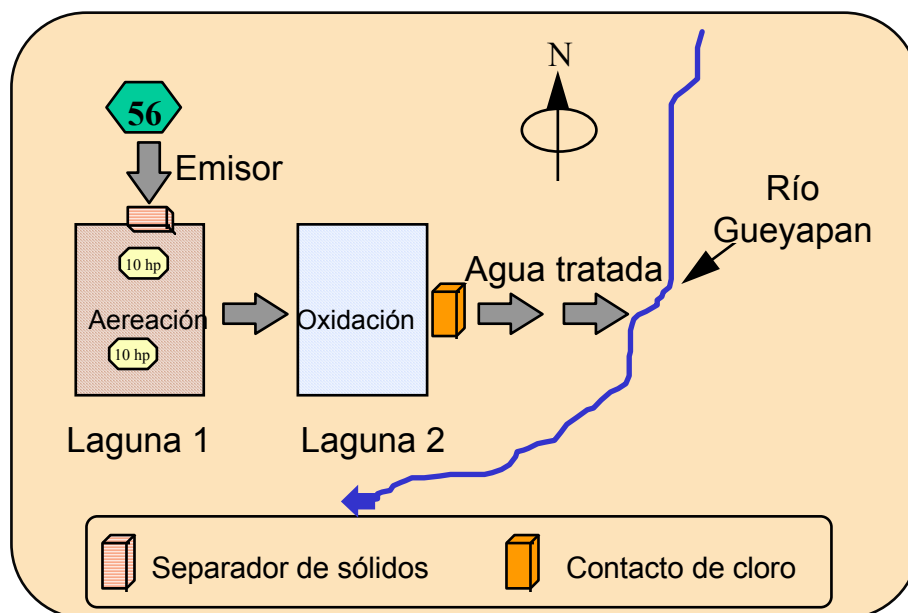 N
56
Emisor
Río
Gueyapan
10 hp
Agua tratada
Aereación
Oxidación
10 hp
Laguna 1
Laguna 2
Separador de sólidos
Contacto de cloro